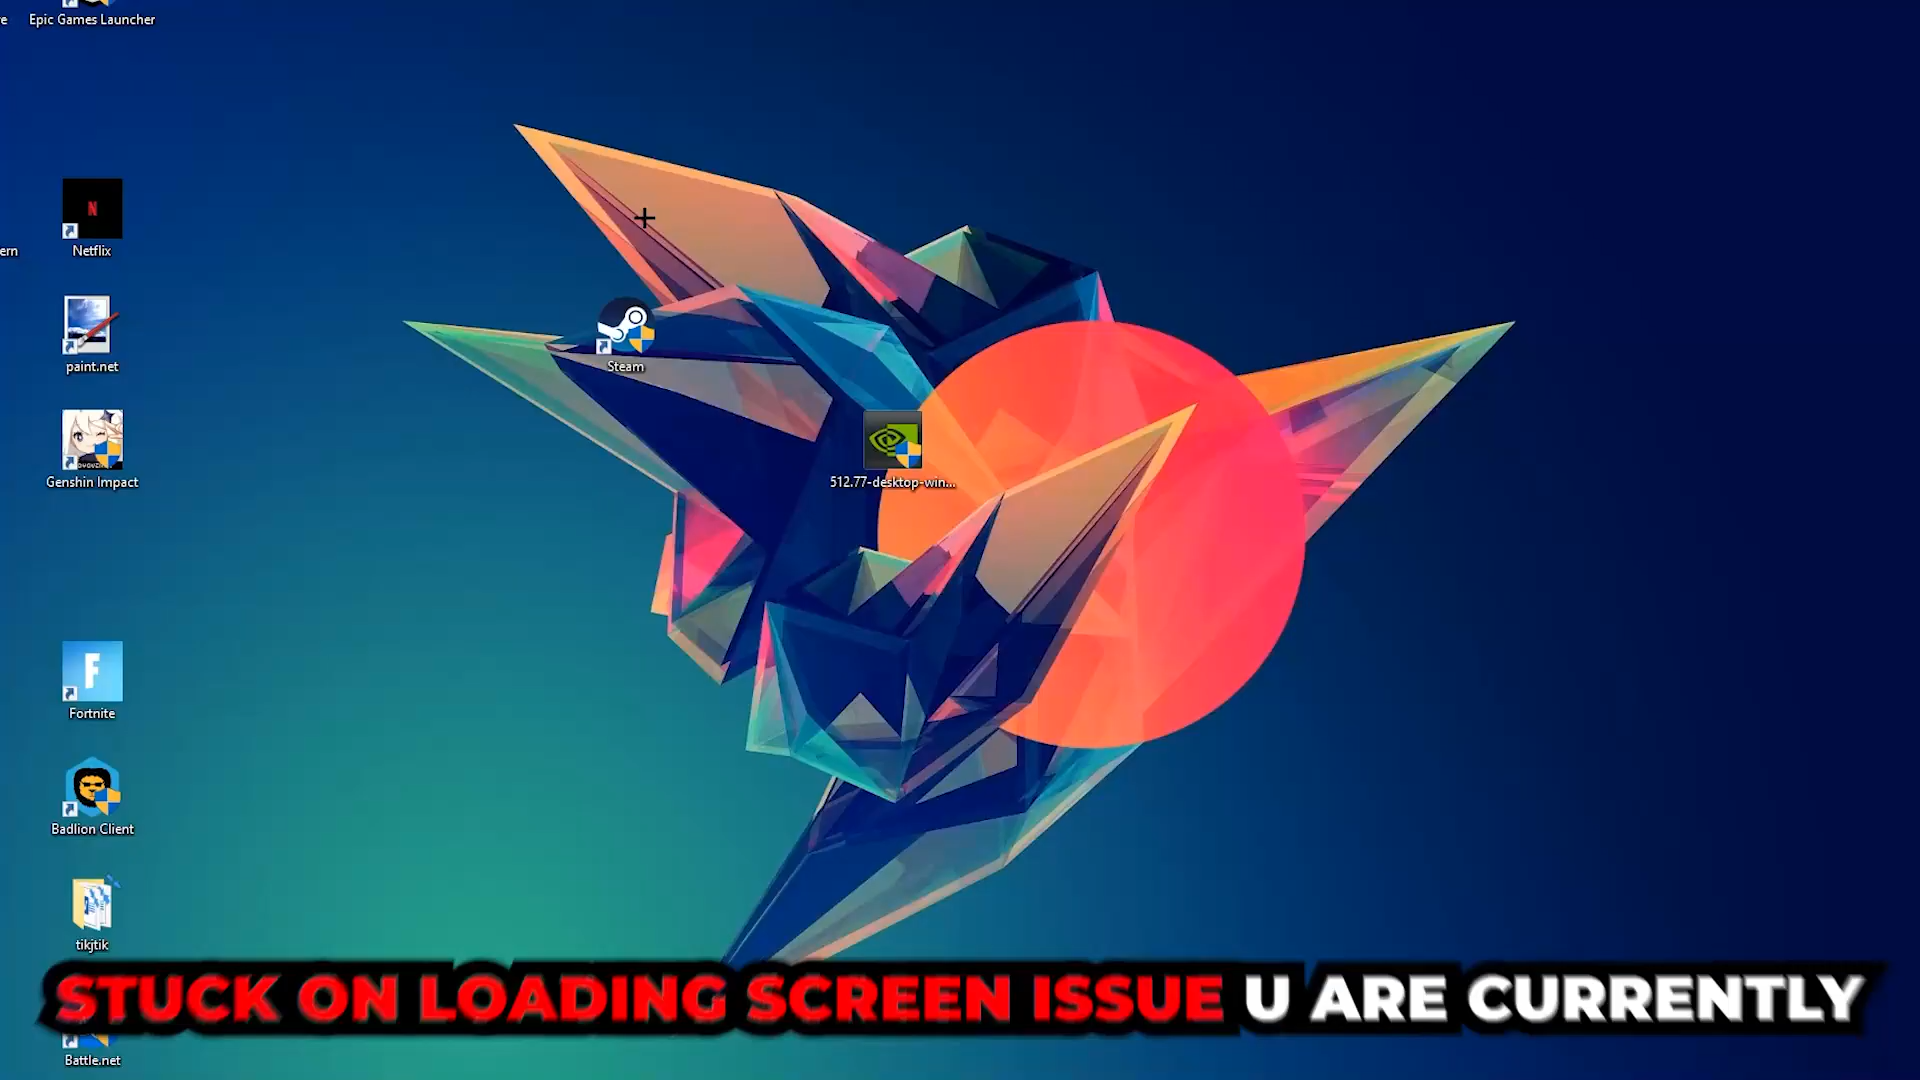 Epic Games Launcher
Netflix
ern
paint.net
Steam
Genshin Impact
512.77-desktop-win...
F
Fortnite
Badlion Client
tikjtik
STUCK ON LOADING SCREEN ISSUE U ARE CURRENTLY
Battle.net